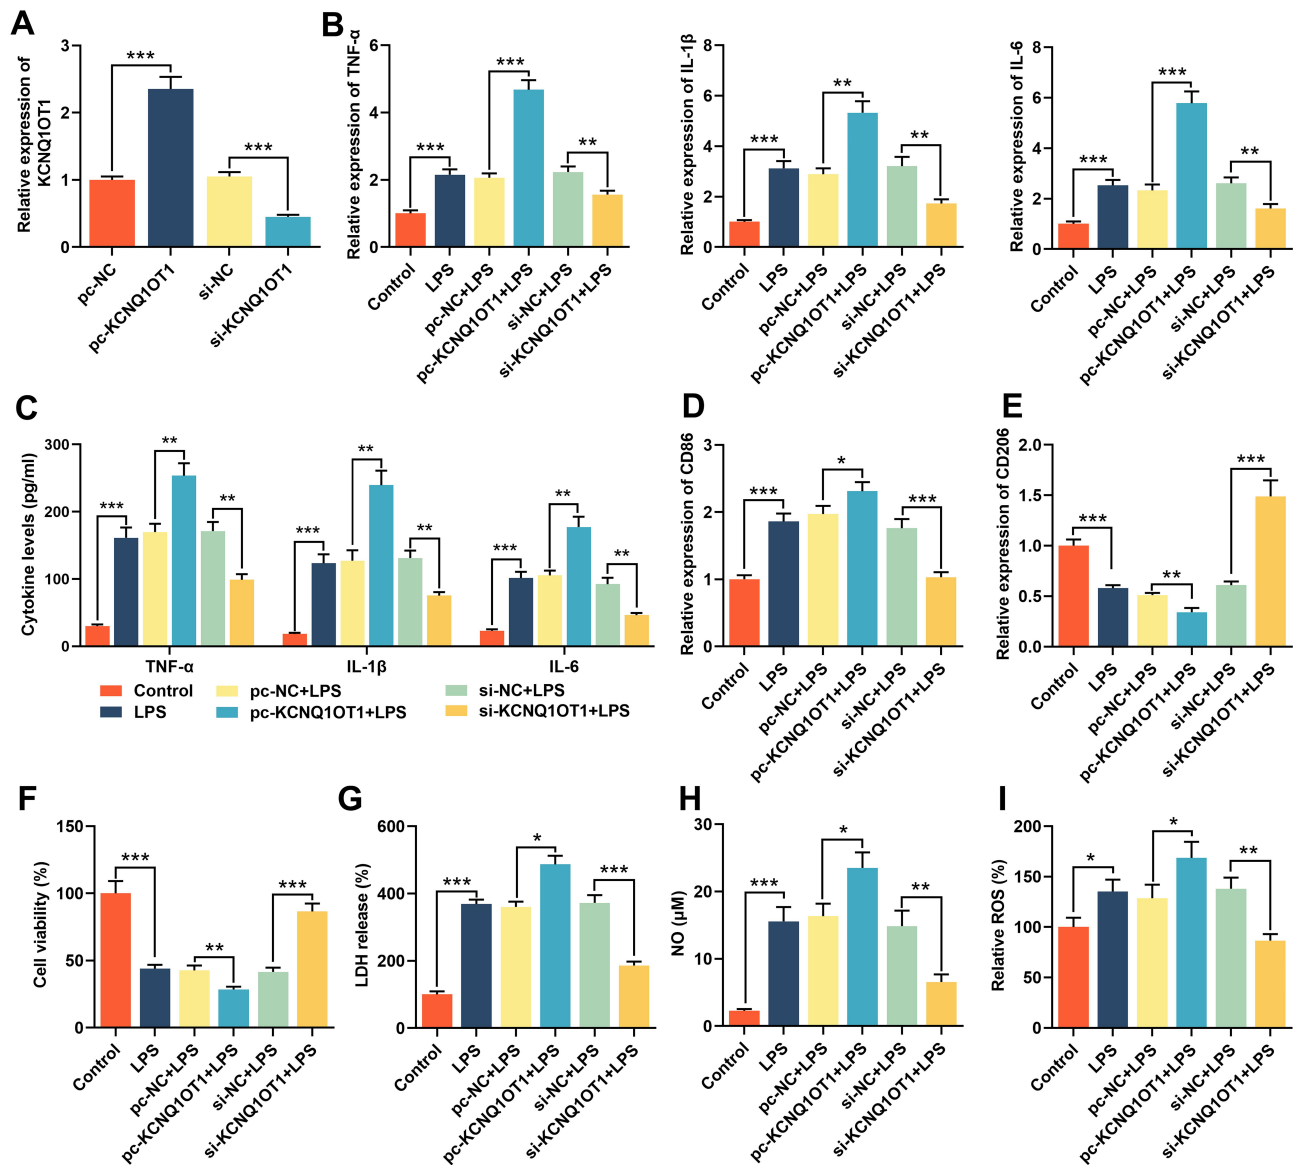 A
Relative expression of
KCNQ1OT1
3
2
1
0
***
***
pc-NC
pc-KCNQ1OT1
si-NC
si-KCNQ1OT1
B
Relative expression of TNF-α
6
4
2
0
***
***
**
Control
LPS
pc-NC+LPS
pc-KCNQ1OT1+LPS
si-NC+LPS
si-KCNQ1OT1+LPS
Relative expression of IL-1β
8
6
4
2
0
***
**
**
Control
LPS
pc-NC+LPS
pc-KCNQ1OT1+LPS
si-NC+LPS
si-KCNQ1OT1+LPS
Relative expression of IL-6
8
6
4
2
0
***
***
**
Control
LPS
pc-NC+LPS
pc-KCNQ1OT1+LPS
si-NC+LPS
si-KCNQ1OT1+LPS
C
Cytokine levels (pg/ml)
300
200
100
0
***
**
**
***
**
**
***
**
**
TNF-α
IL-1β
IL-6
Control
LPS
pc-NC+LPS
pc-KCNQ1OT1+LPS
si-NC+LPS
si-KCNQ1OT1+LPS
D
Relative expression of CD86
3
2
1
0
***
*
***
Control
LPS
pc-NC+LPS
pc-KCNQ1OT1+LPS
si-NC+LPS
si-KCNQ1OT1+LPS
E
Relative expression of CD206
2.0
1.5
1.0
0.5
0.0
***
**
***
Control
LPS
pc-NC+LPS
pc-KCNQ1OT1+LPS
si-NC+LPS
si-KCNQ1OT1+LPS
F
Cell viability (%)
150
100
50
0
***
**
***
Control
LPS
pc-NC+LPS
pc-KCNQ1OT1+LPS
si-NC+LPS
si-KCNQ1OT1+LPS
G
LDH release (%)
600
400
200
0
***
*
***
Control
LPS
pc-NC+LPS
pc-KCNQ1OT1+LPS
si-NC+LPS
si-KCNQ1OT1+LPS
H
NO (μM)
30
20
10
0
***
*
**
Control
LPS
pc-NC+LPS
pc-KCNQ1OT1+LPS
si-NC+LPS
si-KCNQ1OT1+LPS
I
Relative ROS (%)
200
150
100
50
0
*
*
**
Control
LPS
pc-NC+LPS
pc-KCNQ1OT1+LPS
si-NC+LPS
si-KCNQ1OT1+LPS